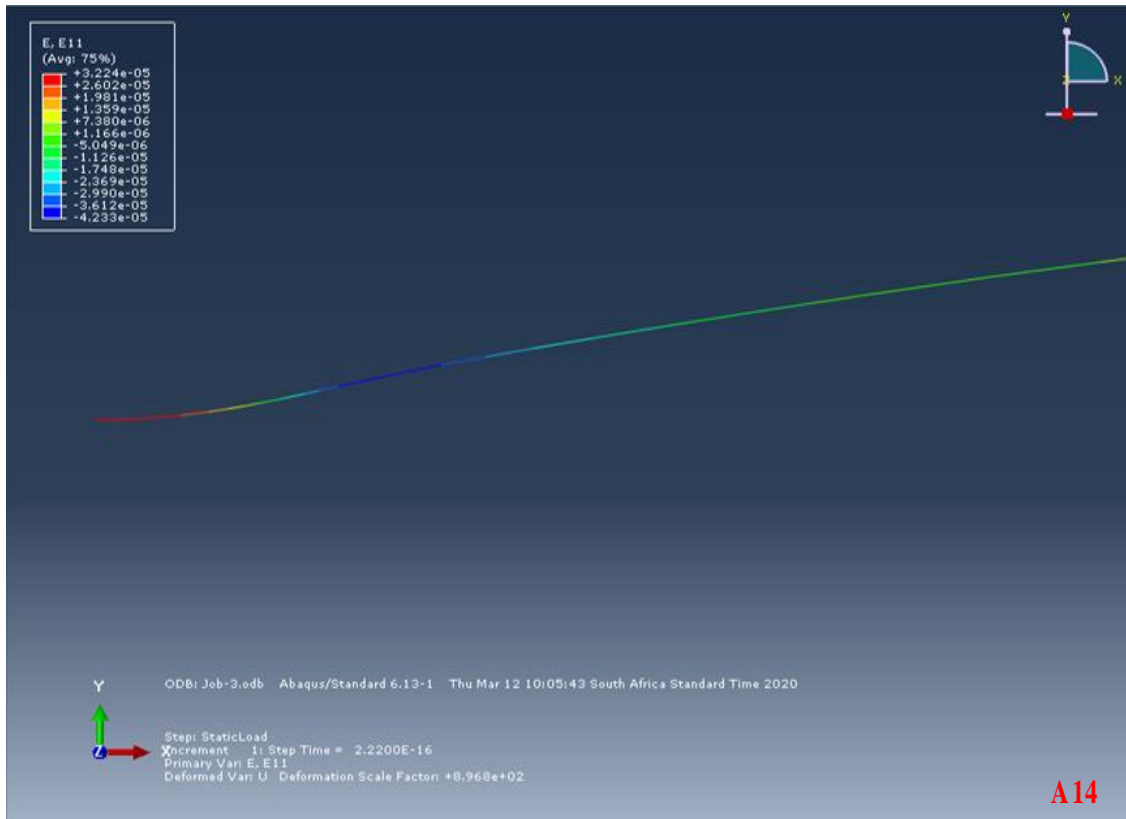 E, E11
(Avg: 75%)
+3.224e-05
+2.602e-05
+1.981e-05
+1.359e-05
+7.380e-06
+1.166e-06
-5.049e-06
-1.126e-05
-1.748e-05
-2.369e-05
-2.990e-05
-3.612e-05
-4.233e-05
Y
Z
X
Y
Z
X
ODB: Job-3.odb Abaqus/Standard 6.13-1 Thu Mar 12 10:05:43 South Africa Standard Time 2020
Step: StaticLoad
Increment 1: Step Time = 2.2200E-16
Primary Var: E, E11
Deformed Var: U Deformation Scale Factor: +8.968e+02
A14